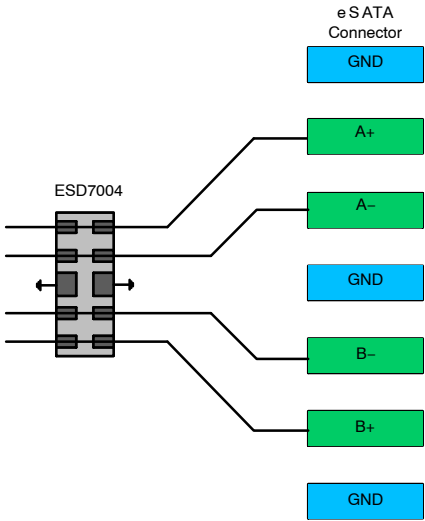 eSATA
Connector
GND
A+
ESD7004
A−
GND
B−
B+
GND